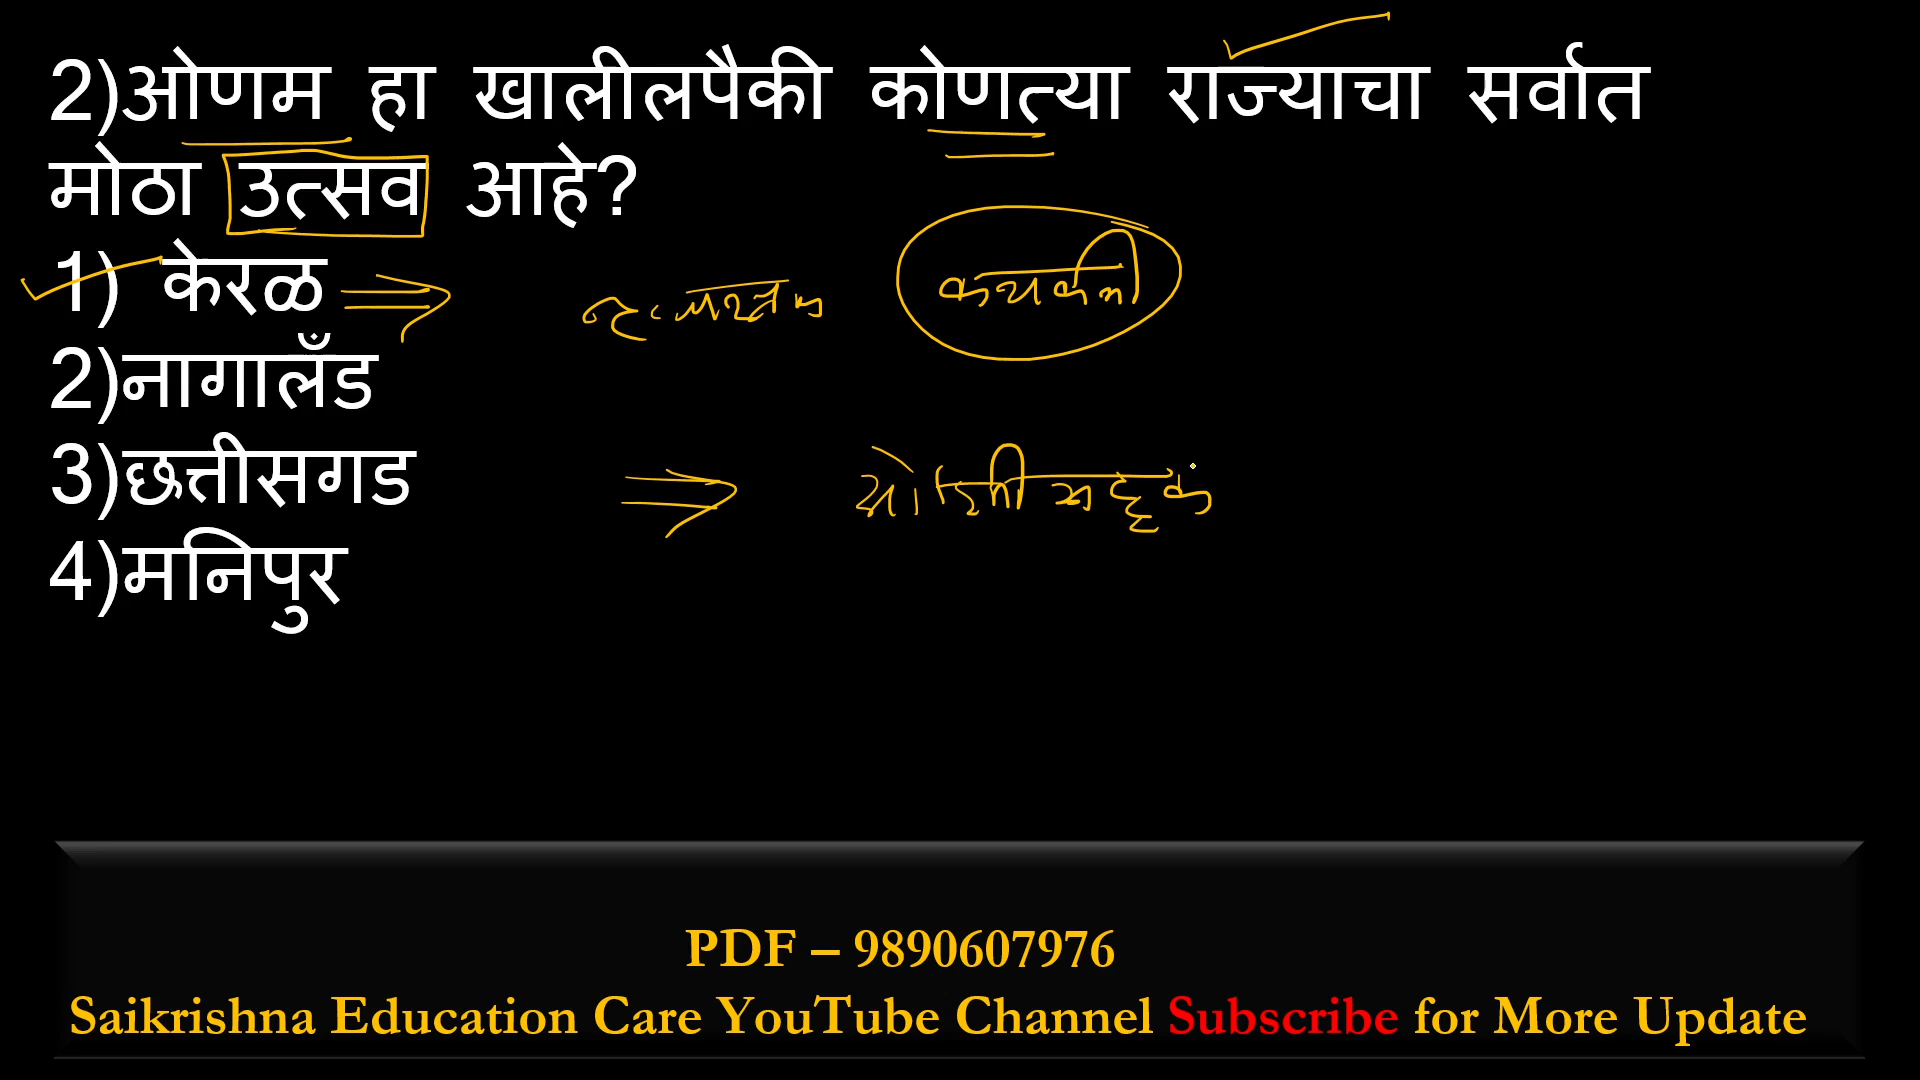 2)ओणम हा खालीलपैकी कोणत्या राज्याचा सर्वात
मोठा उत्सव आहे?
1) केरळ
2)नागालँड
3)छत्तीसगड
4)मनिपुर
PDF – 9890607976
Saikrishna Education Care YouTube Channel Subscribe for More Update